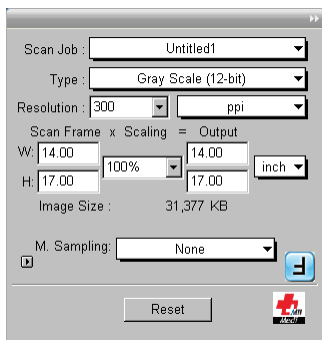 Scan Job : Untitled1
Type : Gray Scale (12-bit)
Resolution : 300 ppi
Scan Frame x Scaling = Output
W: 14.00 100% 14.00 inch
H: 17.00 17.00
Image Size : 31,377 KB
M. Sampling: None
Reset
Medi